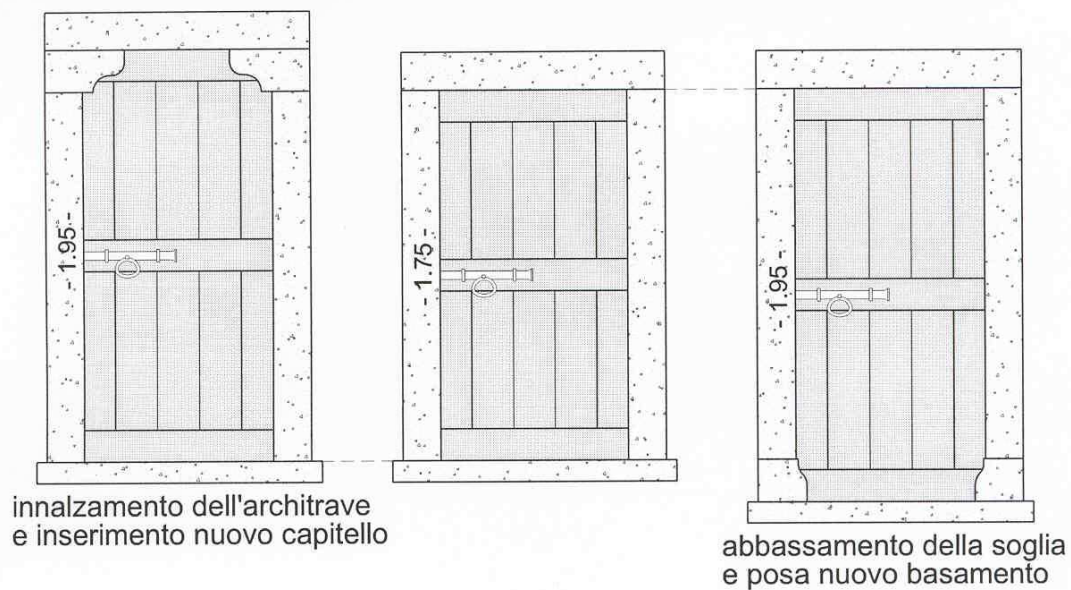 - 1.95 -
- 1.75 -
- 1.95 -
innalzamento dell'architrave
e inserimento nuovo capitello
abbassamento della soglia
e posa nuovo basamento